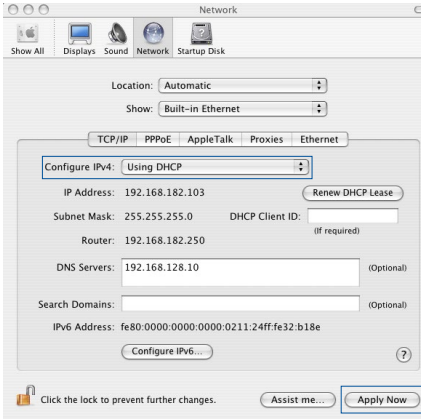 Network
Show All Displays Sound Network Startup Disk
Location: Automatic
Show: Built-in Ethernet
TCP/IP PPPoE AppleTalk Proxies Ethernet
Configure IPv4: Using DHCP
IP Address: 192.168.182.103 Renew DHCP Lease
Subnet Mask: 255.255.255.0 DHCP Client ID:
(If required)
Router: 192.168.182.250
DNS Servers: 192.168.128.10 (Optional)
Search Domains: (Optional)
IPv6 Address: fe80:0000:0000:0000:0211:24ff:fe32:b18e
Configure IPv6... ?
Click the lock to prevent further changes. Assist me... Apply Now